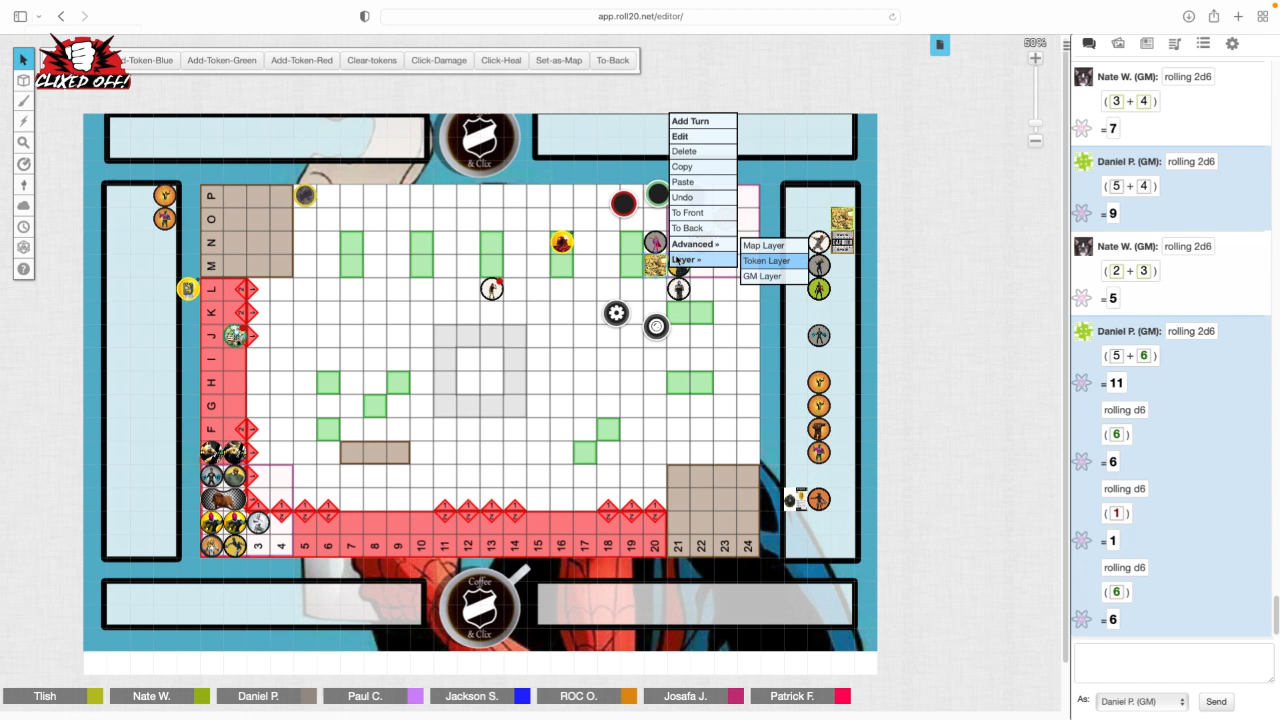 app.roll20.net/editor/
CLIXED OFF!
d-Token-Blue
Add-Token-Green
Add-Token-Red
Clear-tokens
Click-Damage
Click-Heal
Set-as-Map
To-Back
50%
& Clix
Add Turn
Edit
Delete
Copy
Paste
Undo
To Front
To Back
Advanced »
Layer »
Map Layer
Token Layer
GM Layer
P
O
N
M
L
K
J
I
H
G
F
3
4
5
6
7
8
9
10
11
12
13
14
15
16
17
18
19
20
21
22
23
24
Coffee
& Clix
Nate W. (GM): rolling 2d6
(3 + 4)
= 7
Daniel P. (GM): rolling 2d6
(5 + 4)
= 9
Nate W. (GM): rolling 2d6
(2 + 3)
= 5
Daniel P. (GM): rolling 2d6
(5 + 6)
= 11
rolling d6
(6)
= 6
rolling d6
(1)
= 1
rolling d6
(6)
= 6
As: Daniel P. (GM) Send
Tlish
Nate W.
Daniel P.
Paul C.
Jackson S.
ROC O.
Josafa J.
Patrick F.